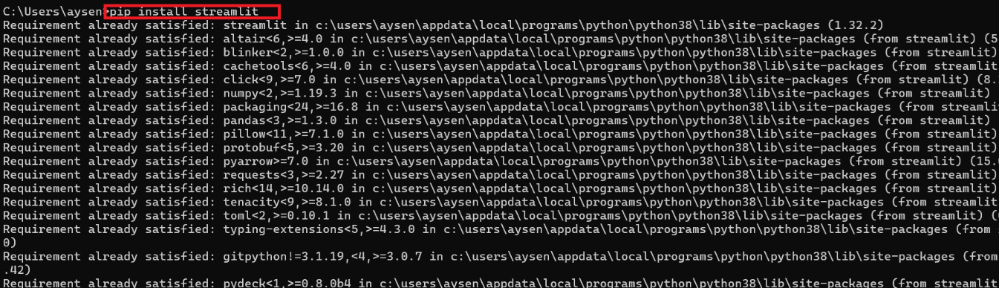 C:\Users\aysen>pip install streamlit
Requirement already satisfied: streamlit in c:\users\aysen\appdata\local\programs\python\python38\lib\site-packages (1.32.2)
Requirement already satisfied: altair<6,>=4.0 in c:\users\aysen\appdata\local\programs\python\python38\lib\site-packages (from streamlit) (5
Requirement already satisfied: blinker<2,>=1.0.0 in c:\users\aysen\appdata\local\programs\python\python38\lib\site-packages (from streamlit)
Requirement already satisfied: cachetools<6,>=4.0 in c:\users\aysen\appdata\local\programs\python\python38\lib\site-packages (from streamlit
Requirement already satisfied: click<9,>=7.0 in c:\users\aysen\appdata\local\programs\python\python38\lib\site-packages (from streamlit) (8.
Requirement already satisfied: numpy<2,>=1.19.3 in c:\users\aysen\appdata\local\programs\python\python38\lib\site-packages (from streamlit)
Requirement already satisfied: packaging<24,>=16.8 in c:\users\aysen\appdata\local\programs\python\python38\lib\site-packages (from streamli
Requirement already satisfied: pandas<3,>=1.3.0 in c:\users\aysen\appdata\local\programs\python\python38\lib\site-packages (from streamlit)
Requirement already satisfied: pillow<11,>=7.1.0 in c:\users\aysen\appdata\local\programs\python\python38\lib\site-packages (from streamlit)
Requirement already satisfied: protobuf<5,>=3.20 in c:\users\aysen\appdata\local\programs\python\python38\lib\site-packages (from streamlit)
Requirement already satisfied: pyarrow>=7.0 in c:\users\aysen\appdata\local\programs\python\python38\lib\site-packages (from streamlit) (15.
Requirement already satisfied: requests<3,>=2.27 in c:\users\aysen\appdata\local\programs\python\python38\lib\site-packages (from streamlit)
Requirement already satisfied: rich<14,>=10.14.0 in c:\users\aysen\appdata\local\programs\python\python38\lib\site-packages (from streamlit)
Requirement already satisfied: tenacity<9,>=8.1.0 in c:\users\aysen\appdata\local\programs\python\python38\lib\site-packages (from streamlit
Requirement already satisfied: toml<2,>=0.10.1 in c:\users\aysen\appdata\local\programs\python\python38\lib\site-packages (from streamlit) (
Requirement already satisfied: typing-extensions<5,>=4.3.0 in c:\users\aysen\appdata\local\programs\python\python38\lib\site-packages (from
0)
Requirement already satisfied: gitpython!=3.1.19,<4,>=3.0.7 in c:\users\aysen\appdata\local\programs\python\python38\lib\site-packages (from
.42)
Requirement already satisfied: pydeck<1,>=0.8.0b4 in c:\users\aysen\appdata\local\programs\python\python38\lib\site-packages (from streamlit